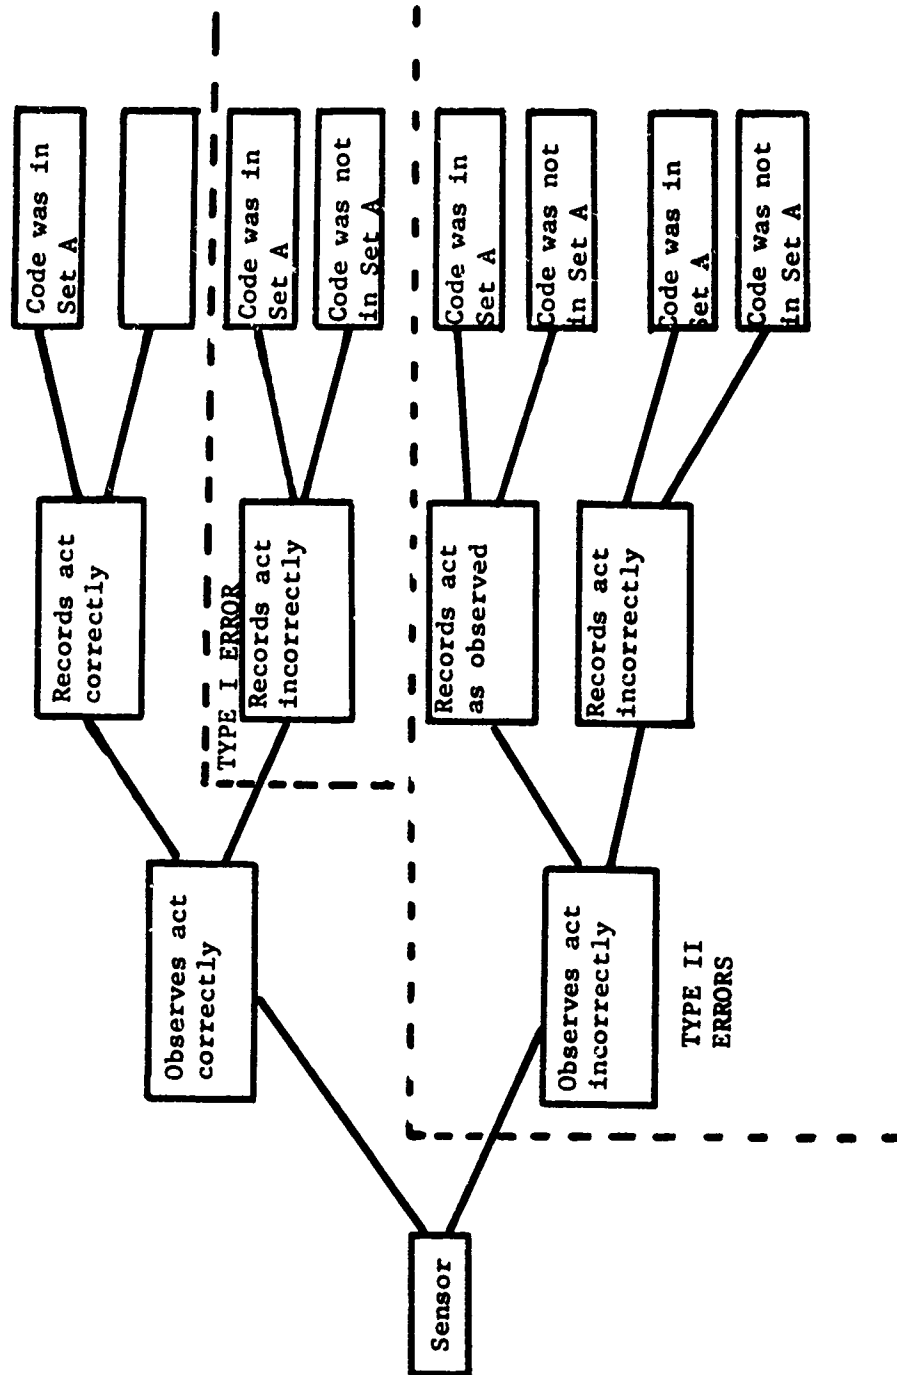 Sensor
Observes act
correctly
Observes act
incorrectly
TYPE II
ERRORS
Records act
correctly
TYPE I ERROR
Records act
incorrectly
Records act
as observed
Records act
incorrectly
Code was in
Set A
Code was in
Set A
Code was not
in Set A
Code was in
Set A
Code was not
in Set A
Code was in
Set A
Code was not
in Set A